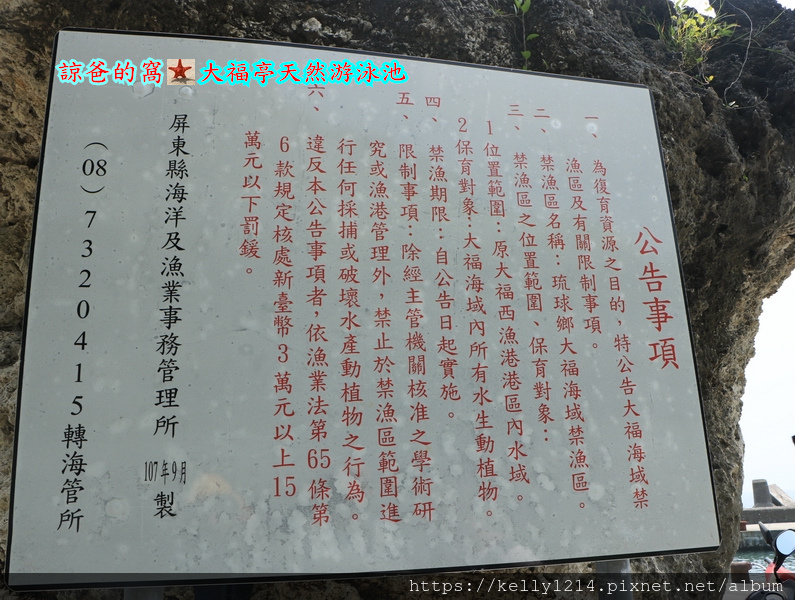 諒爸的窩 大福亭天然游泳池
公告事項
一、為復育資源之目的，特公告大福海域禁
漁區及有關限制事項。
二、禁漁區名稱：琉球鄉大福海域禁漁區。
三、禁漁區之位置範圍、保育對象：
1位置範圍：原大福西漁港港區內水域。
2保育對象：大福海域內所有水生動植物。
四、禁漁期限：自公告日起實施。
五、限制事項：除經主管機關核准之學術研
究或漁港管理外，禁止於禁漁區範圍進
行任何採捕或破壞水產動植物之行為。
六、違反本公告事項者，依漁業法第65條第
6款規定核處新臺幣3萬元以上15
萬元以下罰鍰。
屏東縣海洋及漁業事務管理所 107年9月 製
（08）7320415轉海管所
https://kelly1214.pixnet.net/album